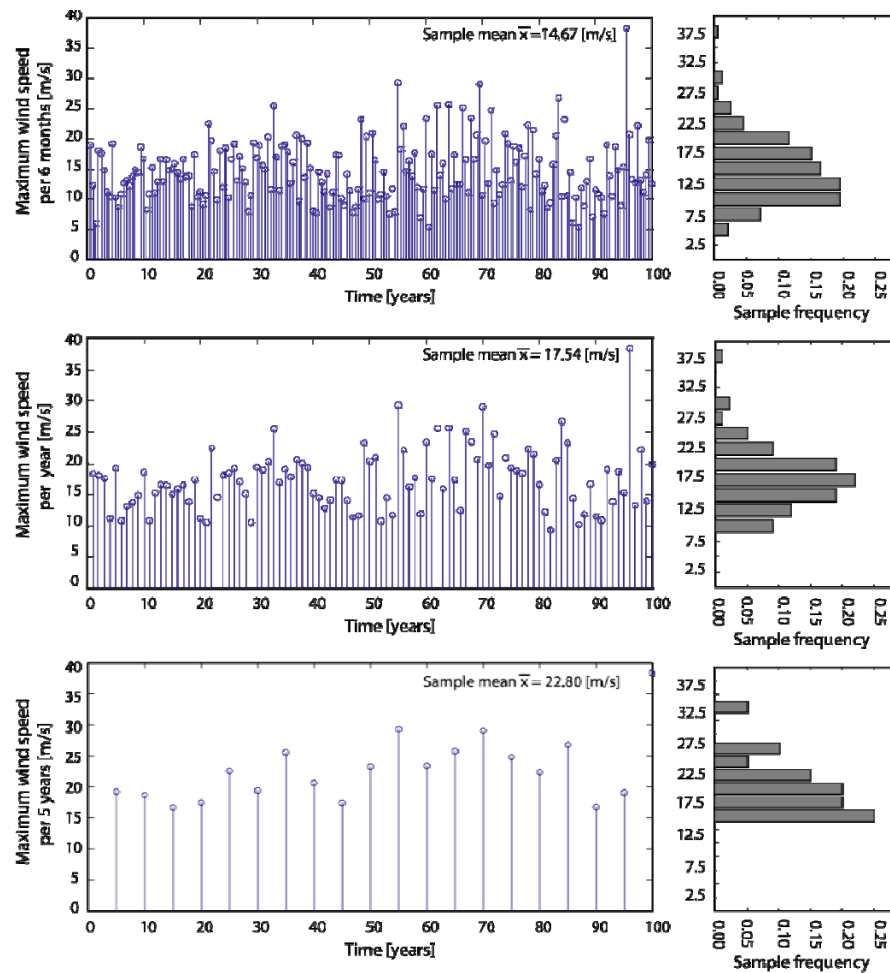 Maximum wind speed
per 6 months [m/s]
40
35
30
25
20
15
10
5
0
Sample mean x̅=14.67 [m/s]
0 10 20 30 40 50 60 70 80 90 100
Time [years]
37.5
32.5
27.5
22.5
17.5
12.5
7.5
2.5
0.00 0.05 0.10 0.15 0.20 0.25
Sample frequency
Maximum wind speed
per year [m/s]
40
35
30
25
20
15
10
5
0
Sample mean x̅= 17.54 [m/s]
0 10 20 30 40 50 60 70 80 90 100
Time [years]
37.5
32.5
27.5
22.5
17.5
12.5
7.5
2.5
0.00 0.05 0.10 0.15 0.20 0.25
Sample frequency
Maximum wind speed
per 5 years [m/s]
40
35
30
25
20
15
10
5
0
Sample mean x̅= 22.80 [m/s]
0 10 20 30 40 50 60 70 80 90 100
Time [years]
37.5
32.5
27.5
22.5
17.5
12.5
7.5
2.5
0.00 0.05 0.10 0.15 0.20 0.25
Sample frequency